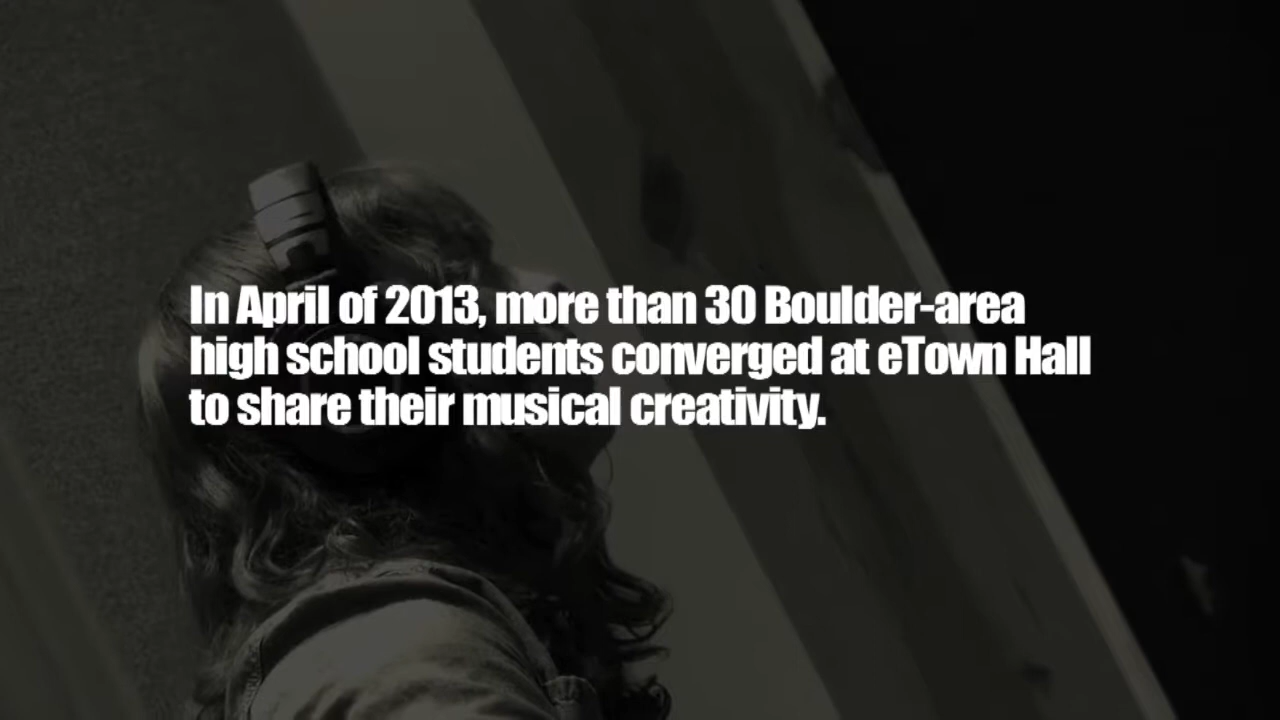 In April of 2013, more than 30 Boulder-area
high school students converged at eTown Hall
to share their musical creativity.